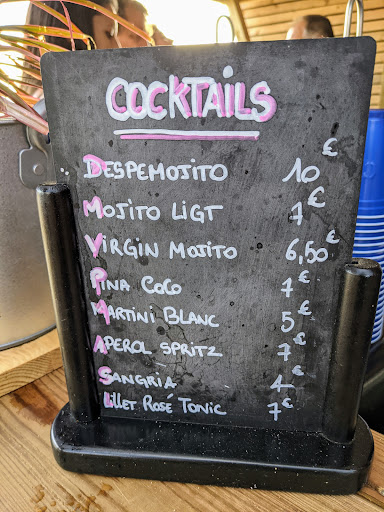 COCKTAILS
DESPEMOJITO 10 €
MOJITO LIGT 7 €
VIRGIN MOJITO 6,50 €
PINA COCO 7 €
MARTINI BLANC 5 €
APEROL SPRITZ 7 €
SANGRIA 4 €
LILLET ROSÉ TONIC 7 €